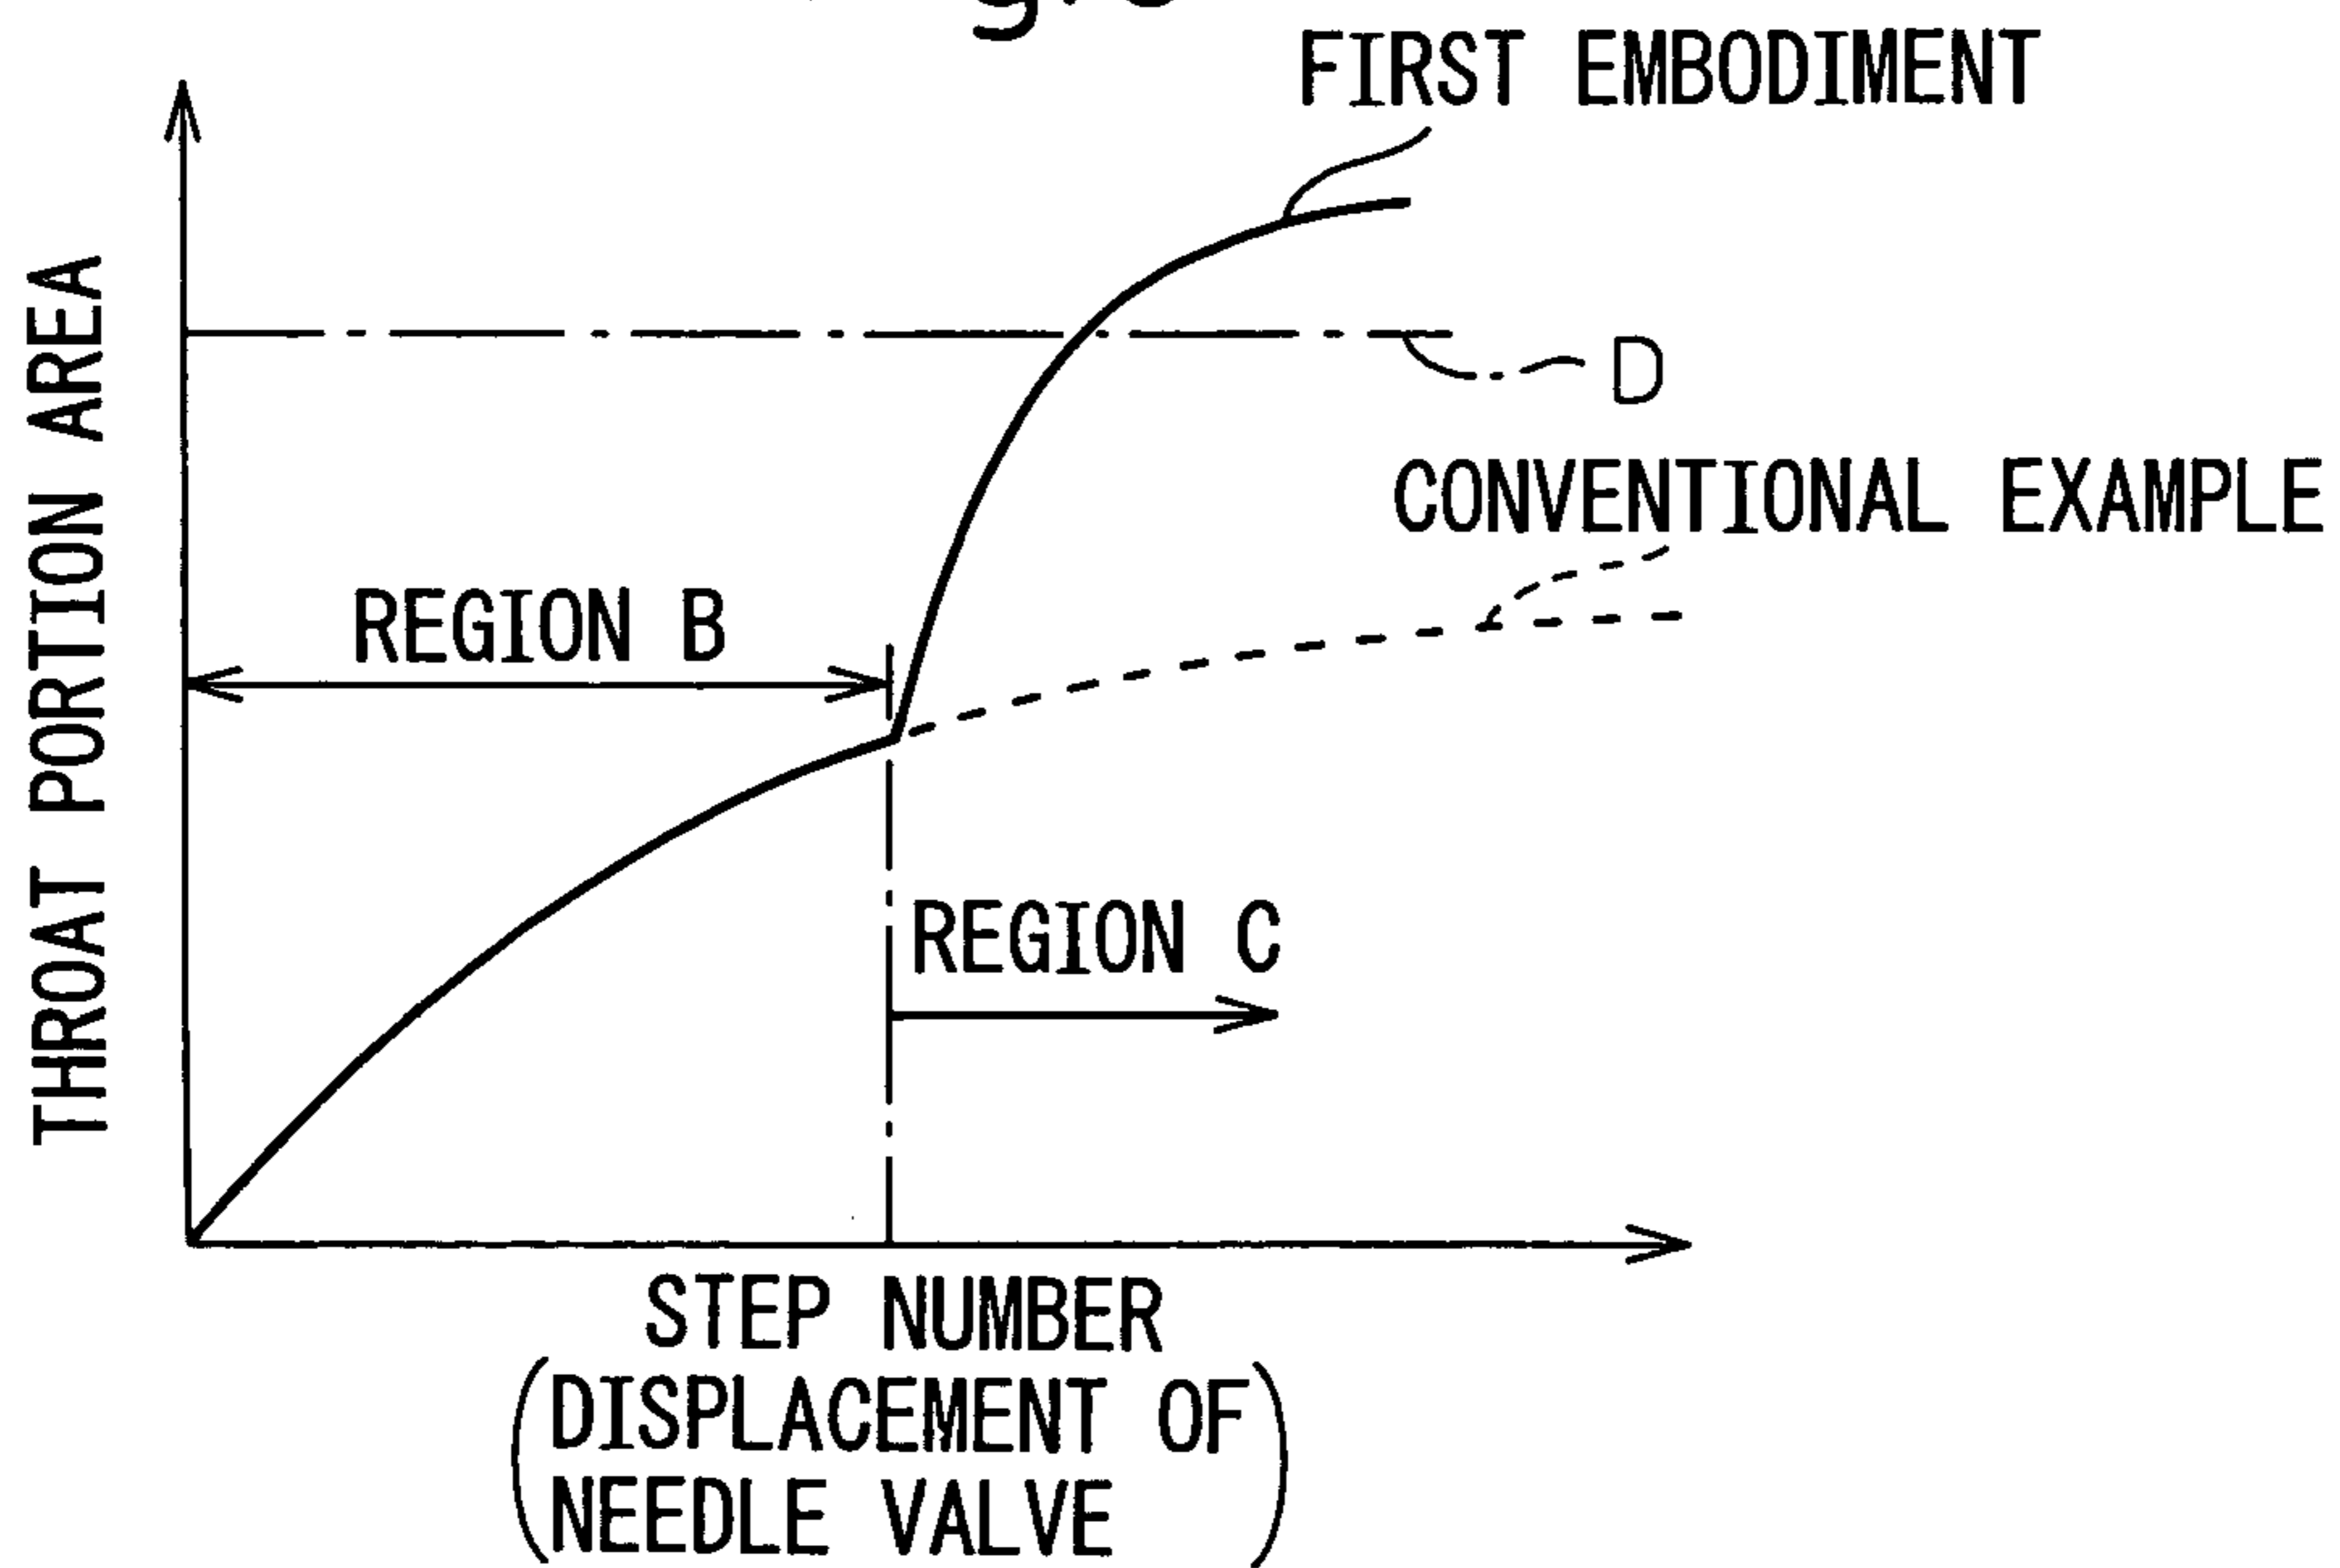 FIRST EMBODIMENT
D
CONVENTIONAL EXAMPLE
REGION B
REGION C
THROAT PORTION AREA
STEP NUMBER
(DISPLACEMENT OF
NEEDLE VALVE)